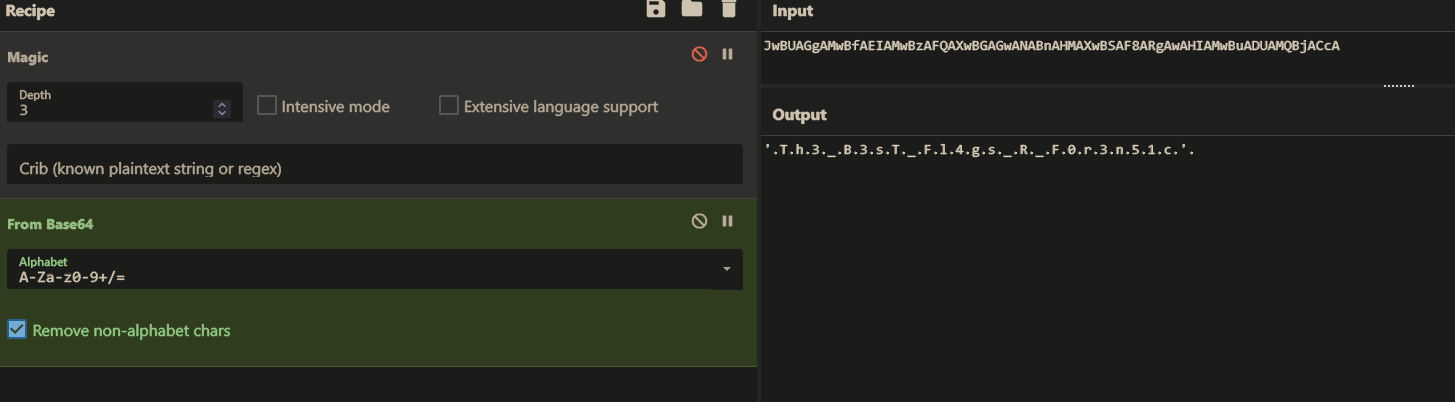 Recipe
Input
Magic
JwBUAGgAMwBfAEIAMwBzAFQAXwBGAGwANABnAHMAXwBSAF8ARgAwAHIAMwBuADUAMQBjACcA
Depth
3
Intensive mode
Extensive language support
Output
Crib (known plaintext string or regex)
'.T.h.3._.B.3.s.T._.F.l.4.g.s._.R._.F.0.r.3.n.5.1.c.'.
From Base64
Alphabet
A-Za-z0-9+/=
Remove non-alphabet chars